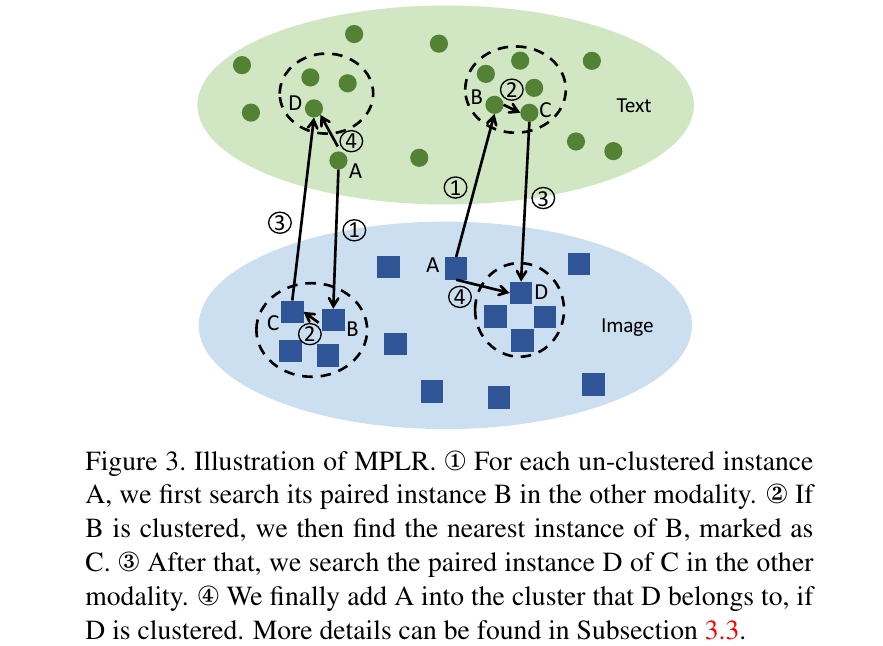 D
B
②
C
Text
④
A
①
③
③
①
A
④
D
C
②
B
Image
Figure 3. Illustration of MPLR. ① For each un-clustered instance
A, we first search its paired instance B in the other modality. ② If
B is clustered, we then find the nearest instance of B, marked as
C. ③ After that, we search the paired instance D of C in the other
modality. ④ We finally add A into the cluster that D belongs to, if
D is clustered. More details can be found in Subsection 3.3.